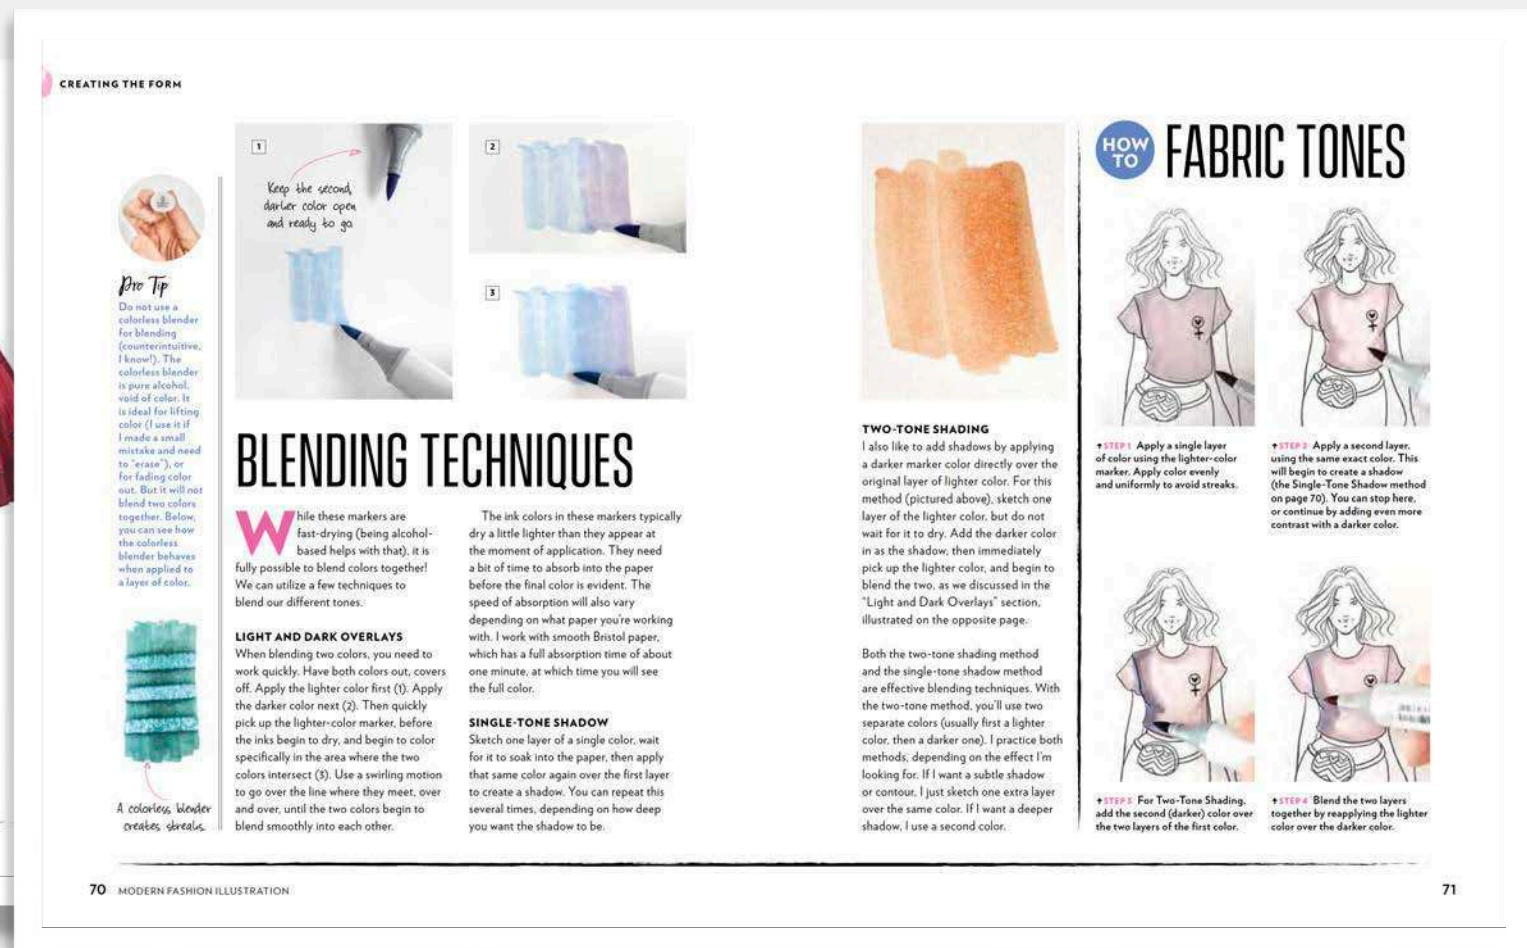 CREATING THE FORM
Pro Tip
Do not use a
colorless blender
for blending
(counterintuitive,
I know!). The
colorless blender
is pure alcohol,
void of color. It
is ideal for lifting
color (I use it if
I made a small
mistake and need
to "erase"), or
for fading color
out. But it will not
blend two colors
together. Below,
you can see how
the colorless
blender behaves
when applied to
a layer of color.
A colorless blender
creates streaks.
1
Keep the second,
darker color open
and ready to go
2
3
BLENDING TECHNIQUES
While these markers are
fast-drying (being alcohol-
based helps with that), it is
fully possible to blend colors together!
We can utilize a few techniques to
blend our different tones.
LIGHT AND DARK OVERLAYS
When blending two colors, you need to
work quickly. Have both colors out, covers
off. Apply the lighter color first (1). Apply
the darker color next (2). Then quickly
pick up the lighter-color marker, before
the inks begin to dry, and begin to color
specifically in the area where the two
colors intersect (3). Use a swirling motion
to go over the line where they meet, over
and over, until the two colors begin to
blend smoothly into each other.
The ink colors in these markers typically
dry a little lighter than they appear at
the moment of application. They need
a bit of time to absorb into the paper
before the final color is evident. The
speed of absorption will also vary
depending on what paper you're working
with. I work with smooth Bristol paper,
which has a full absorption time of about
one minute, at which time you will see
the full color.
SINGLE-TONE SHADOW
Sketch one layer of a single color, wait
for it to soak into the paper, then apply
that same color again over the first layer
to create a shadow. You can repeat this
several times, depending on how deep
you want the shadow to be.
TWO-TONE SHADING
I also like to add shadows by applying
a darker marker color directly over the
original layer of lighter color. For this
method (pictured above), sketch one
layer of the lighter color, but do not
wait for it to dry. Add the darker color
in as the shadow, then immediately
pick up the lighter color, and begin to
blend the two, as we discussed in the
"Light and Dark Overlays" section,
illustrated on the opposite page.
Both the two-tone shading method
and the single-tone shadow method
are effective blending techniques. With
the two-tone method, you'll use two
separate colors (usually first a lighter
color, then a darker one). I practice both
methods, depending on the effect I'm
looking for. If I want a subtle shadow
or contour, I just sketch one extra layer
over the same color. If I want a deeper
shadow, I use a second color.
HOW
TO
FABRIC TONES
STEP 1 Apply a single layer
of color using the lighter-color
marker. Apply color evenly
and uniformly to avoid streaks.
STEP 2 Apply a second layer,
using the same exact color. This
will begin to create a shadow
(the Single-Tone Shadow method
on page 70). You can stop here,
or continue by adding even more
contrast with a darker color.
STEP 3 For Two-Tone Shading,
add the second (darker) color over
the two layers of the first color.
STEP 4 Blend the two layers
together by reapplying the lighter
color over the darker color.
70 MODERN FASHION ILLUSTRATION
71